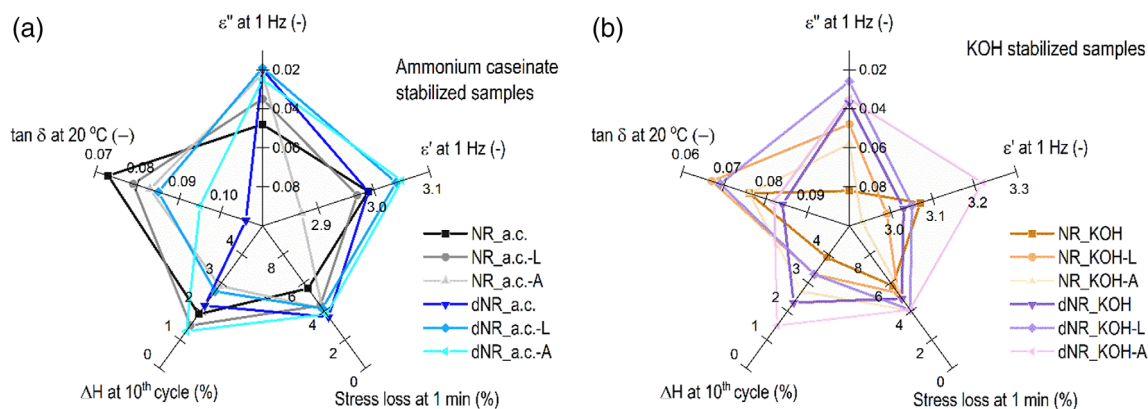 (a)
ε'' at 1 Hz (-)
Ammonium caseinate
stabilized samples
0.02
0.04
0.06
0.08
tan δ at 20 ⁰C (–)
0.07
0.08
0.09
0.10
ε' at 1 Hz (-)
3.1
3.0
2.9
4
3
2
1
0
8
6
4
2
0
ΔH at 10ᵗʰ cycle (%)
Stress loss at 1 min (%)
NR_a.c.
NR_a.c.-L
NR_a.c.-A
dNR_a.c.
dNR_a.c.-L
dNR_a.c.-A
(b)
ε'' at 1 Hz (-)
KOH stabilized samples
0.02
0.04
0.06
0.08
tan δ at 20 ⁰C (–)
0.06
0.07
0.08
0.09
ε' at 1 Hz (-)
3.3
3.2
3.1
3.0
4
3
2
1
0
8
6
4
2
0
ΔH at 10ᵗʰ cycle (%)
Stress loss at 1 min (%)
NR_KOH
NR_KOH-L
NR_KOH-A
dNR_KOH
dNR_KOH-L
dNR_KOH-A